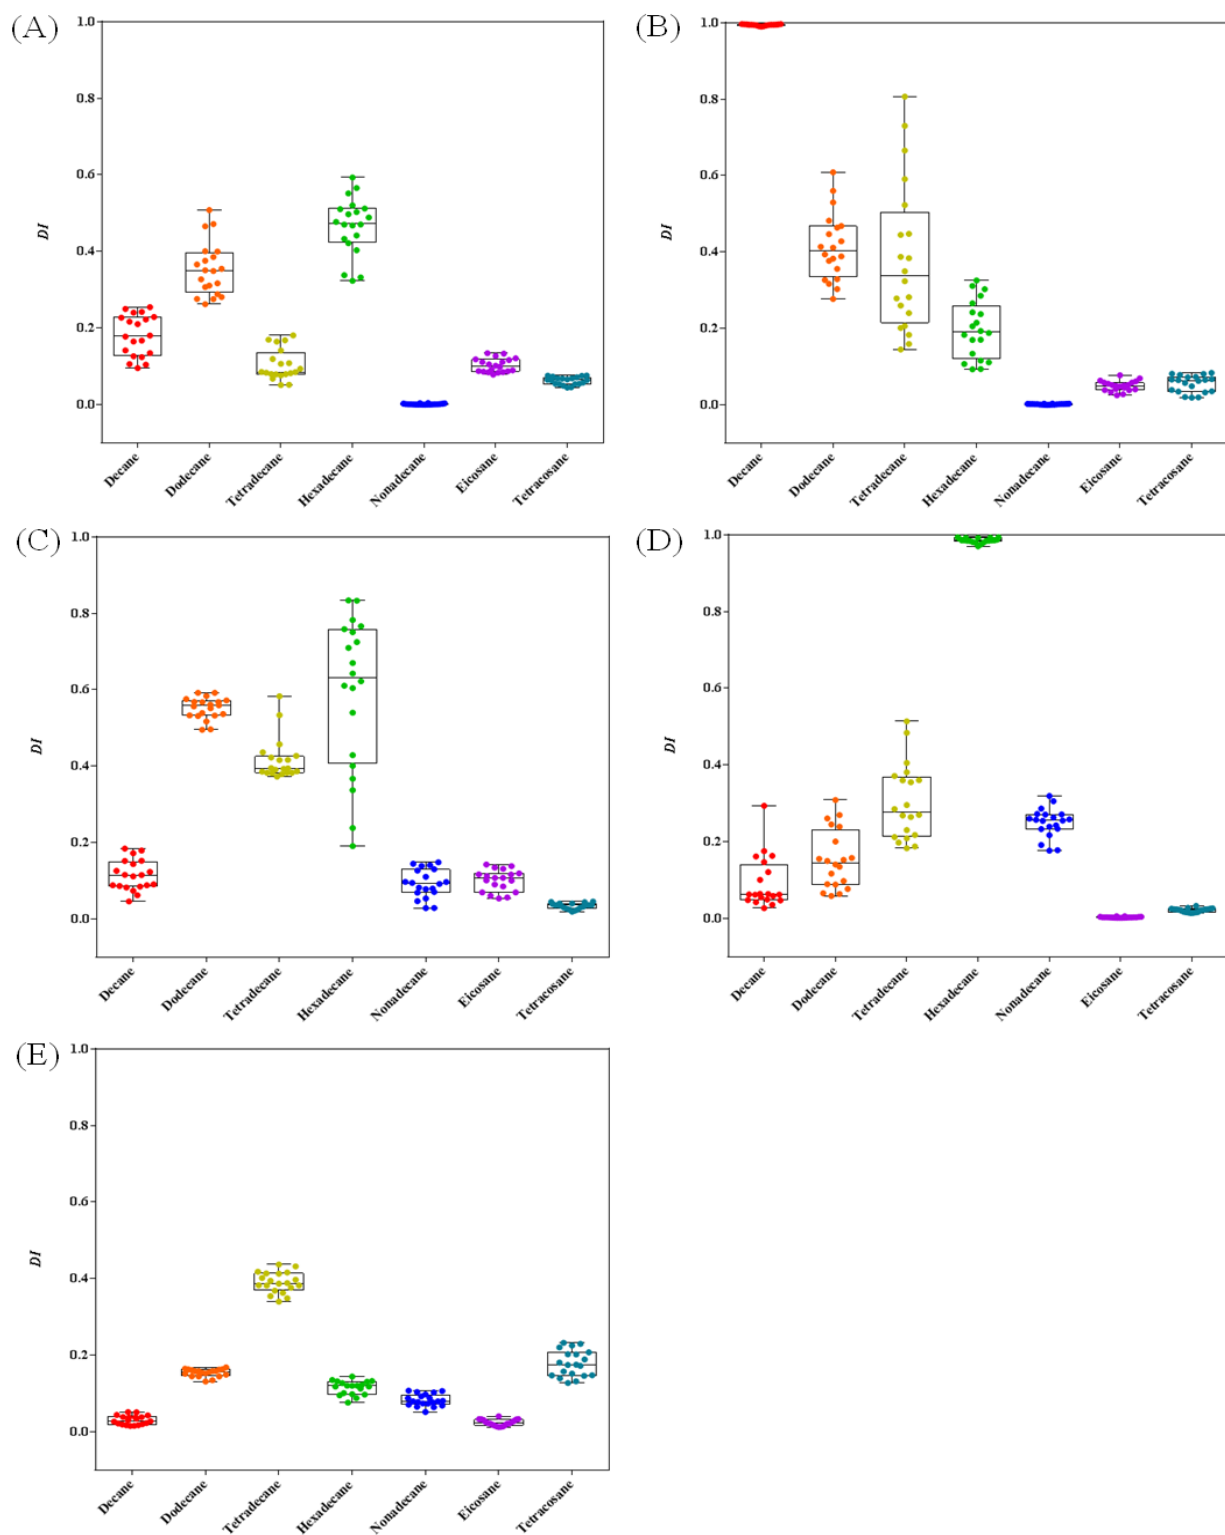 (A)
1.0
0.8
0.6
0.4
0.2
0.0
DI
Decane
Dodecane
Tetradecane
Hexadecane
Nonadecane
Eicosane
Tetracosane
(B)
1.0
0.8
0.6
0.4
0.2
0.0
DI
Decane
Dodecane
Tetradecane
Hexadecane
Nonadecane
Eicosane
Tetracosane
(C)
1.0
0.8
0.6
0.4
0.2
0.0
DI
Decane
Dodecane
Tetradecane
Hexadecane
Nonadecane
Eicosane
Tetracosane
(D)
1.0
0.8
0.6
0.4
0.2
0.0
DI
Decane
Dodecane
Tetradecane
Hexadecane
Nonadecane
Eicosane
Tetracosane
(E)
1.0
0.8
0.6
0.4
0.2
0.0
DI
Decane
Dodecane
Tetradecane
Hexadecane
Nonadecane
Eicosane
Tetracosane